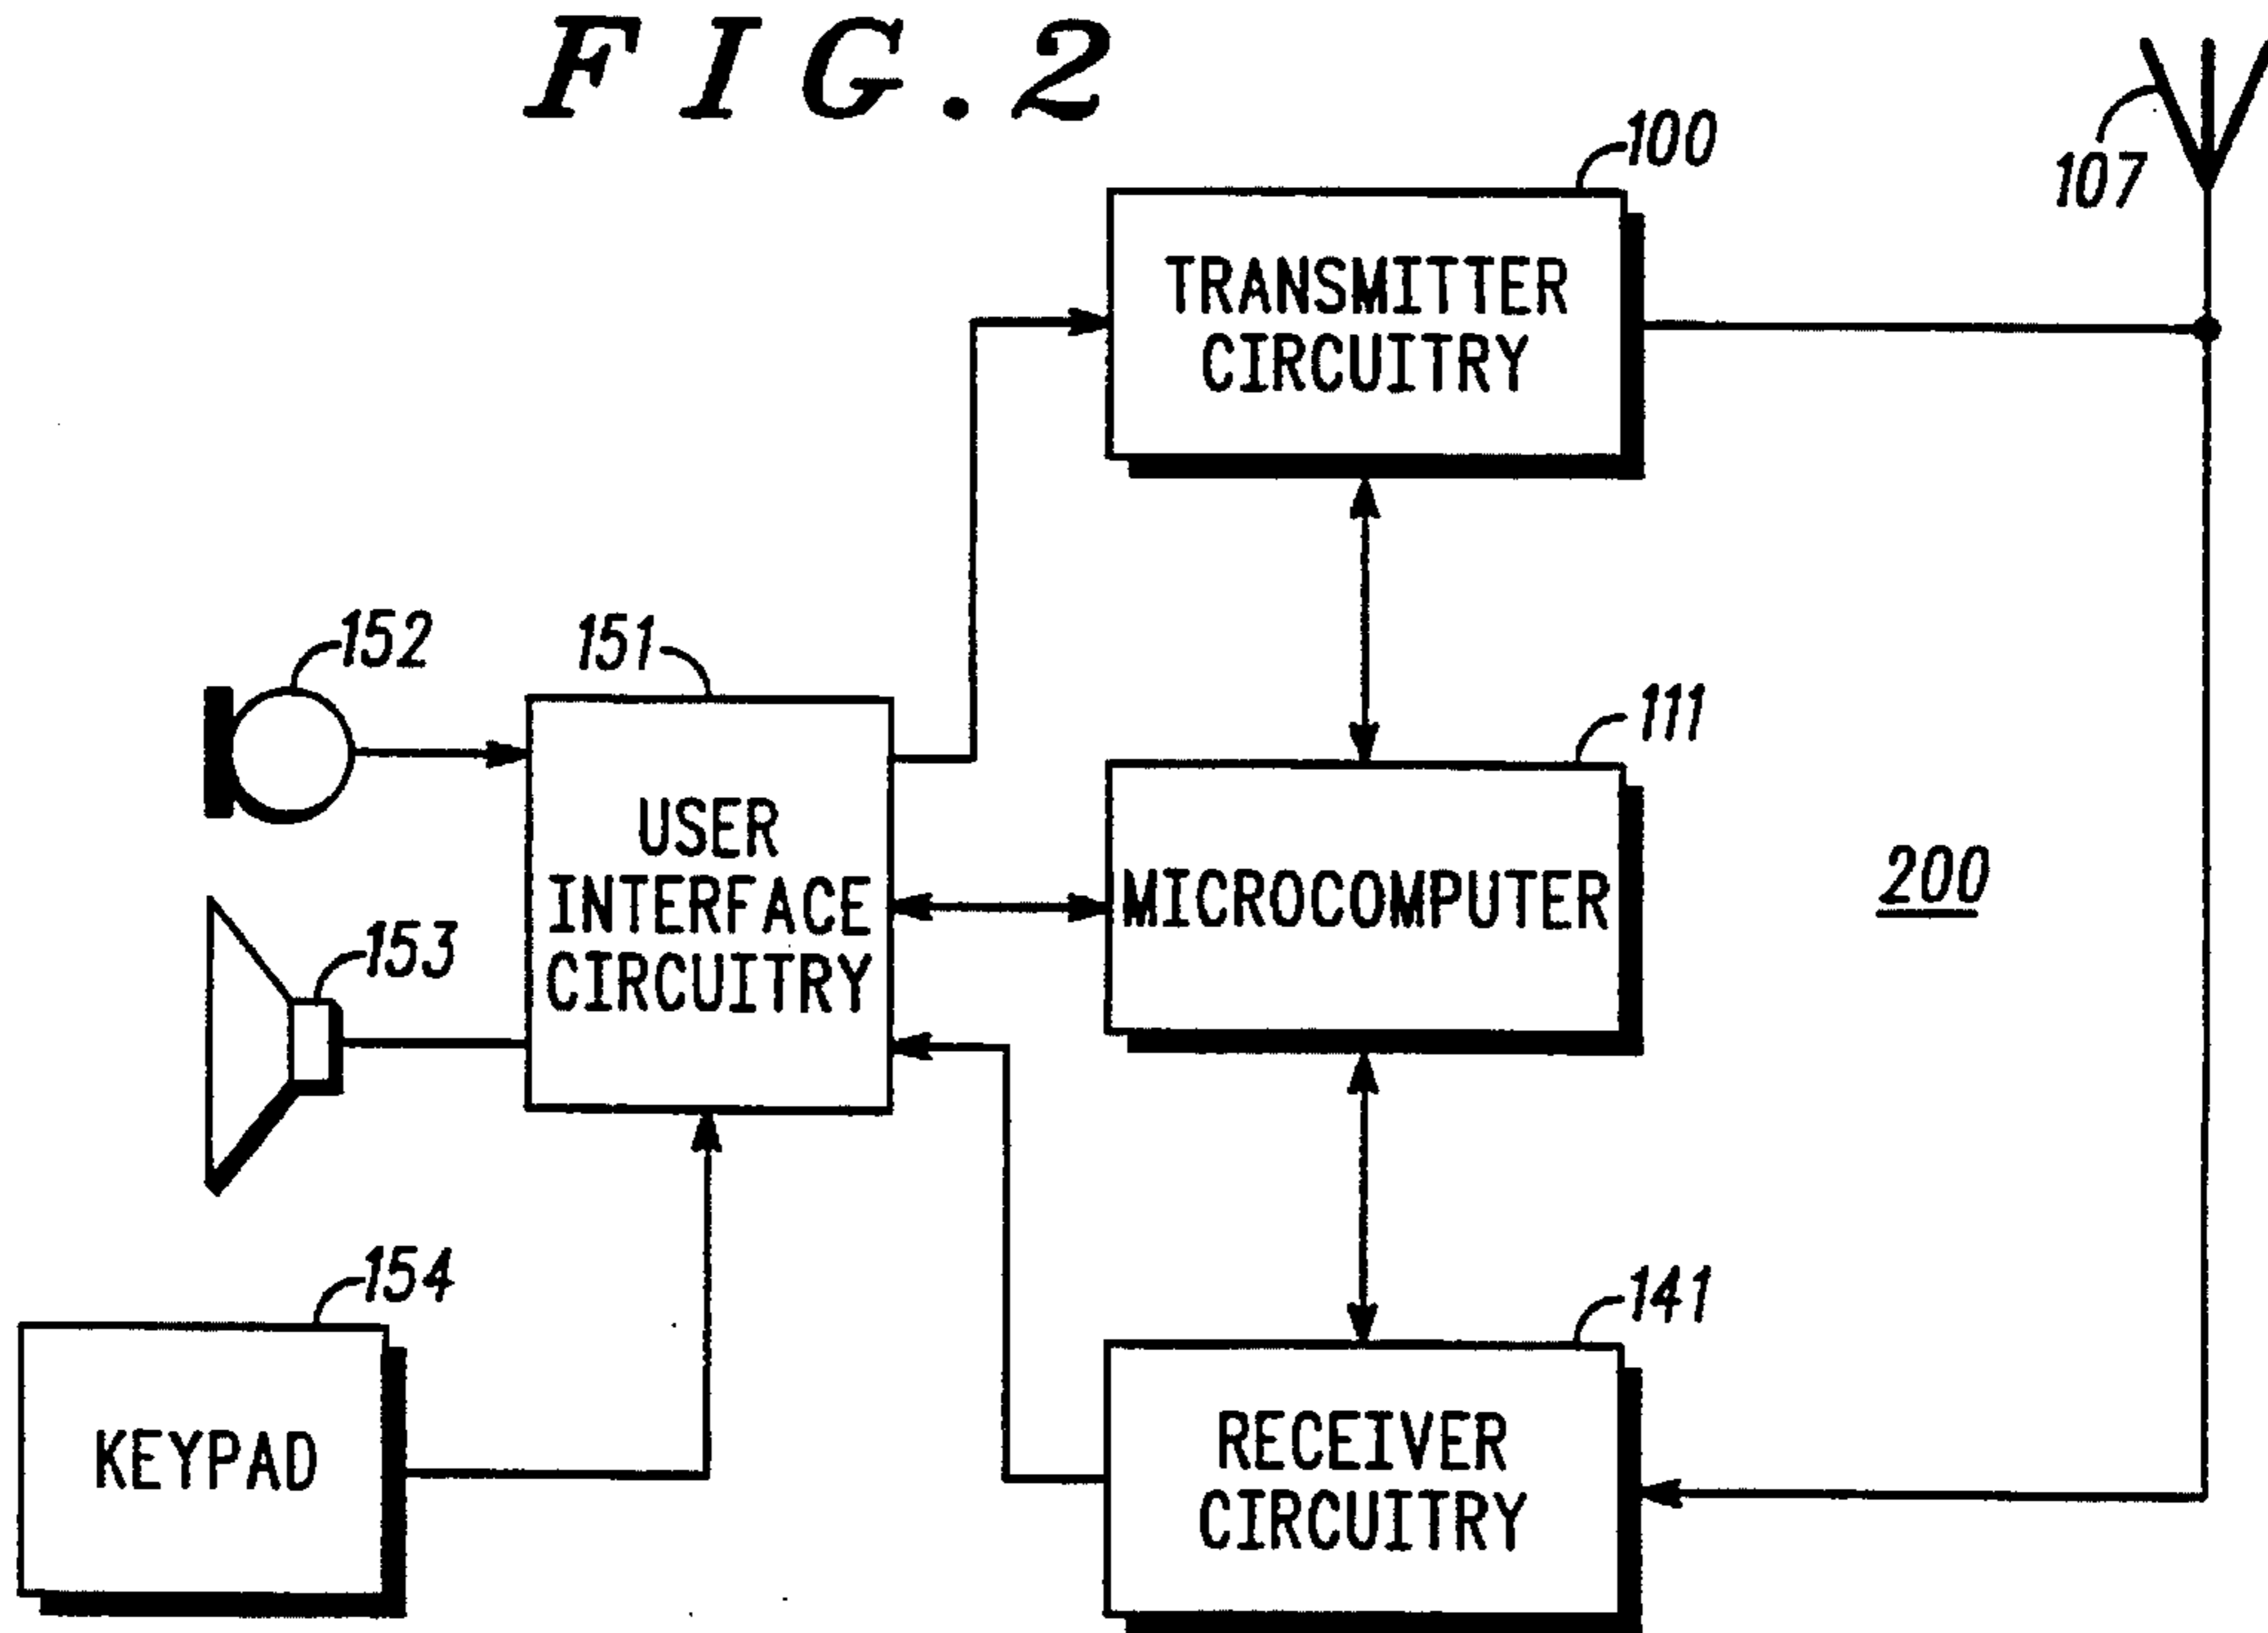 FIG.2
100
107
TRANSMITTER
CIRCUITRY
152
151
111
USER
INTERFACE
CIRCUITRY
MICROCOMPUTER
200
153
154
141
KEYPAD
RECEIVER
CIRCUITRY